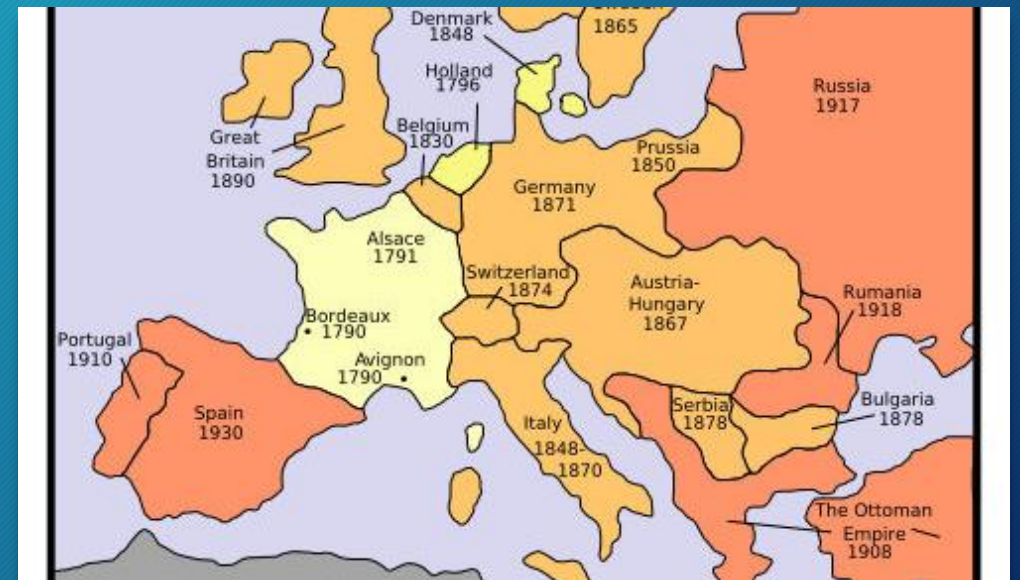 Denmark
1848
1865
Holland
1796
Russia
1917
Belgium
1830
Great
Britain
1890
Prussia
1850
Germany
1871
Alsace
1791
Switzerland
1874
Austria-
Hungary
1867
Rumania
1918
Bordeaux
1790
Portugal
1910
Avignon
1790
Spain
1930
Italy
1848-
1870
Serbia
1878
Bulgaria
1878
The Ottoman
Empire
1908